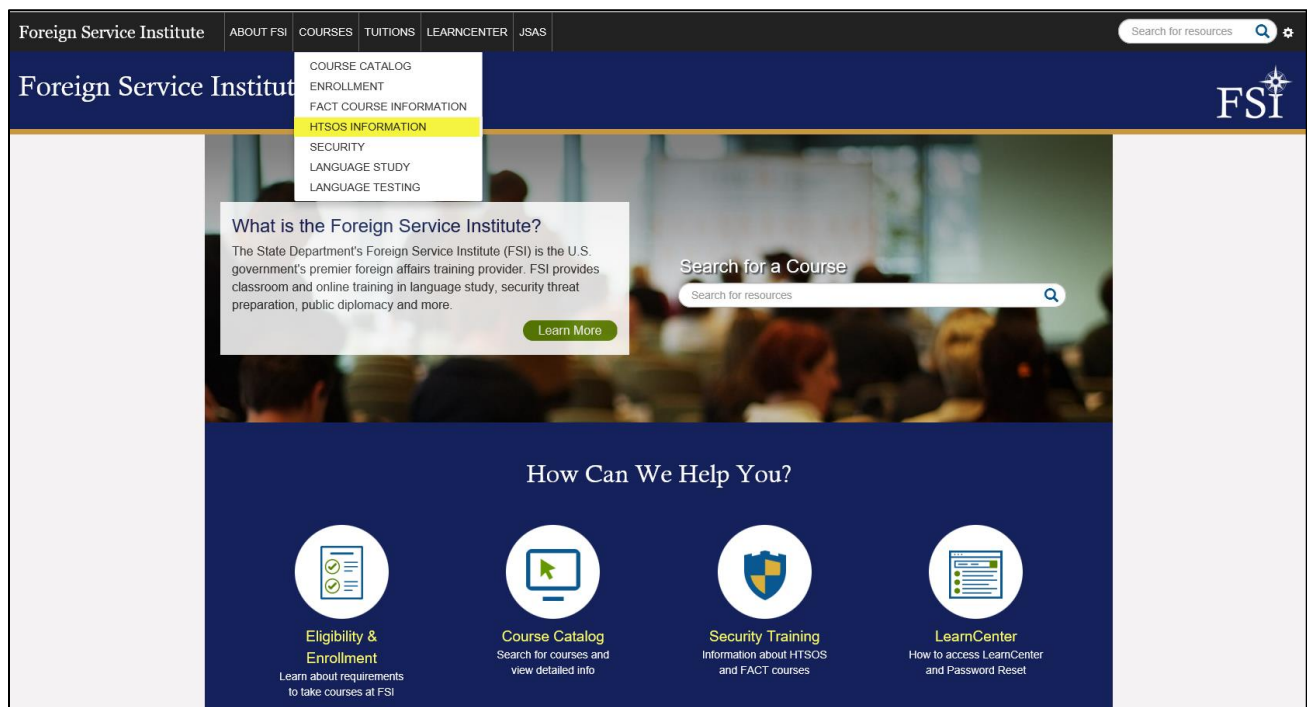 Foreign Service Institute ABOUT FSI COURSES TUITIONS LEARNCENTER JSAS Search for resources
COURSE CATALOG
ENROLLMENT
FACT COURSE INFORMATION
HTSOS INFORMATION
SECURITY
LANGUAGE STUDY
LANGUAGE TESTING
Foreign Service Institut
FSI
What is the Foreign Service Institute?
The State Department's Foreign Service Institute (FSI) is the U.S.
government's premier foreign affairs training provider. FSI provides
classroom and online training in language study, security threat
preparation, public diplomacy and more.
Learn More
Search for a Course
Search for resources
How Can We Help You?
Eligibility &
Enrollment
Learn about requirements
to take courses at FSI
Course Catalog
Search for courses and
view detailed info
Security Training
Information about HTSOS
and FACT courses
LearnCenter
How to access LearnCenter
and Password Reset